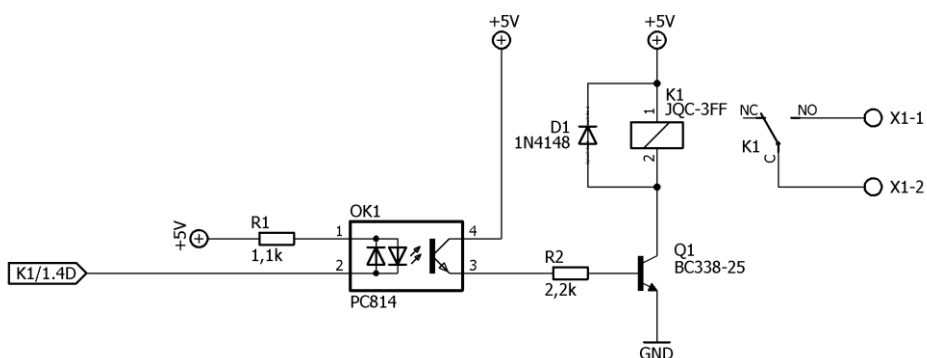 +5V
+5V
K1
1
JQC-3FF
D1
1N4148
2
NC
NO
K1
C
X1-1
X1-2
OK1
+5V
R1
1,1k
1
2
4
3
K1/1.4D
PC814
R2
2,2k
Q1
BC338-25
GND